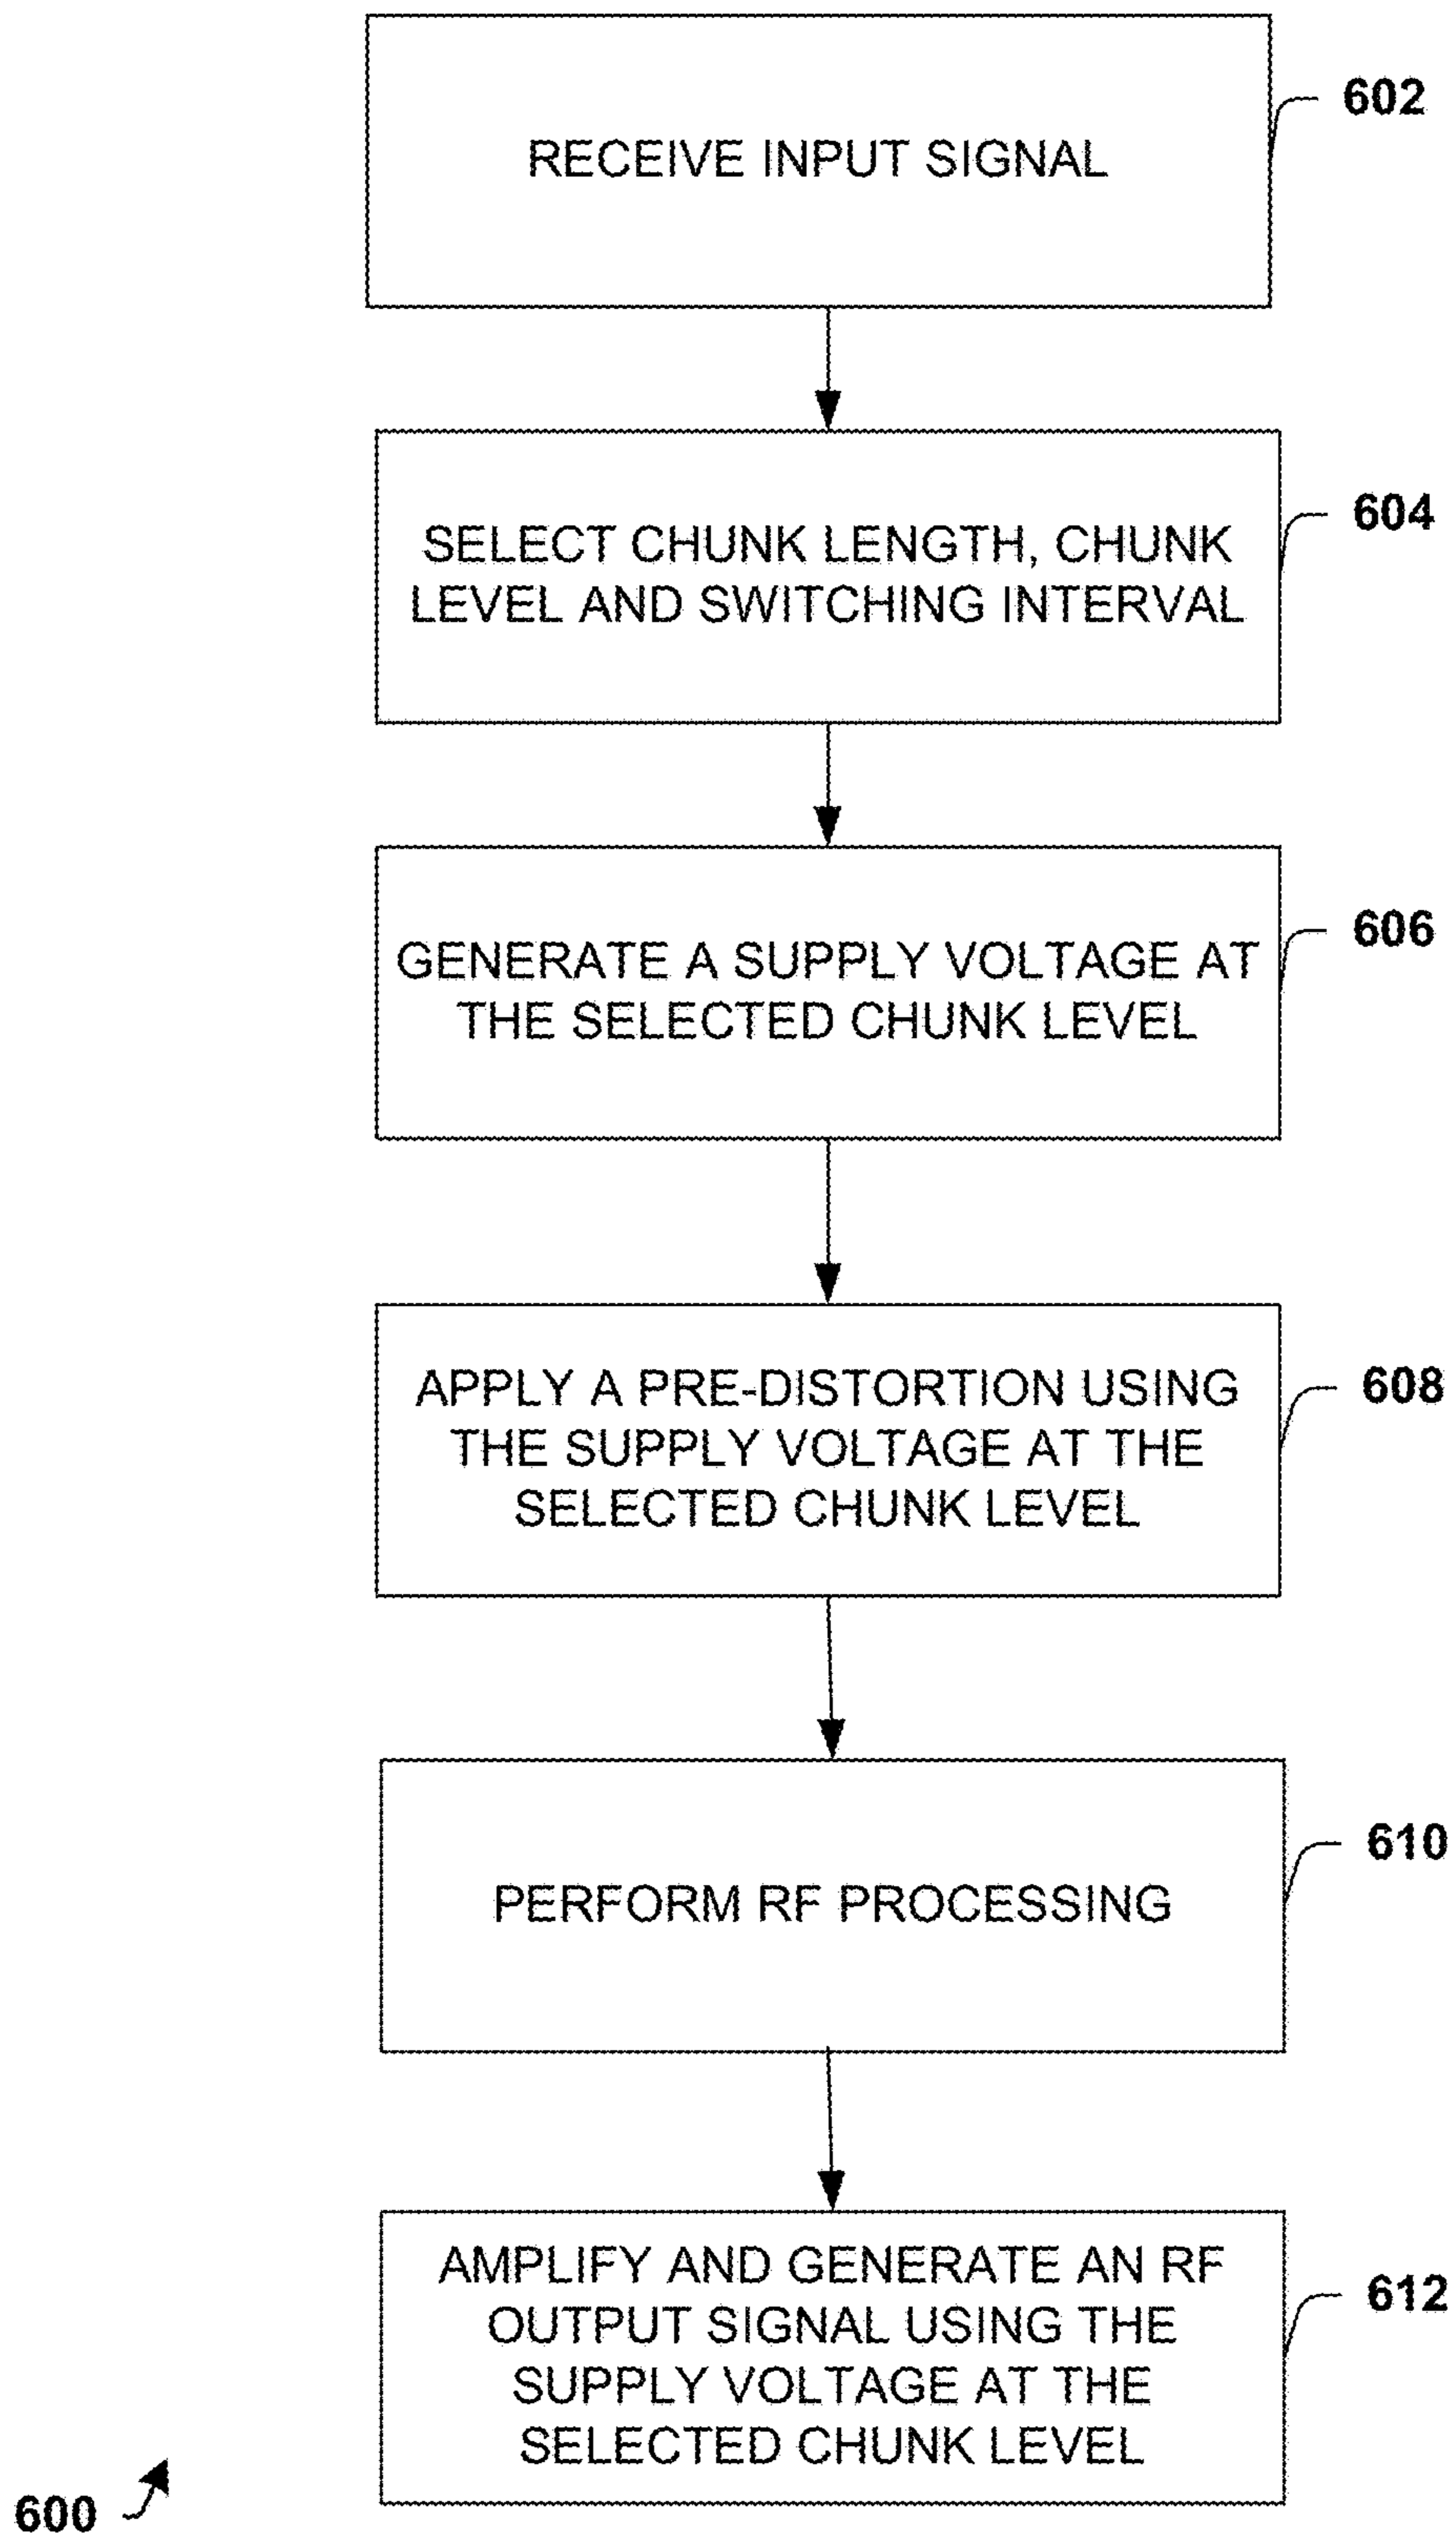 RECEIVE INPUT SIGNAL
602
SELECT CHUNK LENGTH, CHUNK
LEVEL AND SWITCHING INTERVAL
604
GENERATE A SUPPLY VOLTAGE AT
THE SELECTED CHUNK LEVEL
606
APPLY A PRE-DISTORTION USING
THE SUPPLY VOLTAGE AT THE
SELECTED CHUNK LEVEL
608
PERFORM RF PROCESSING
610
AMPLIFY AND GENERATE AN RF
OUTPUT SIGNAL USING THE
SUPPLY VOLTAGE AT THE
SELECTED CHUNK LEVEL
612
600